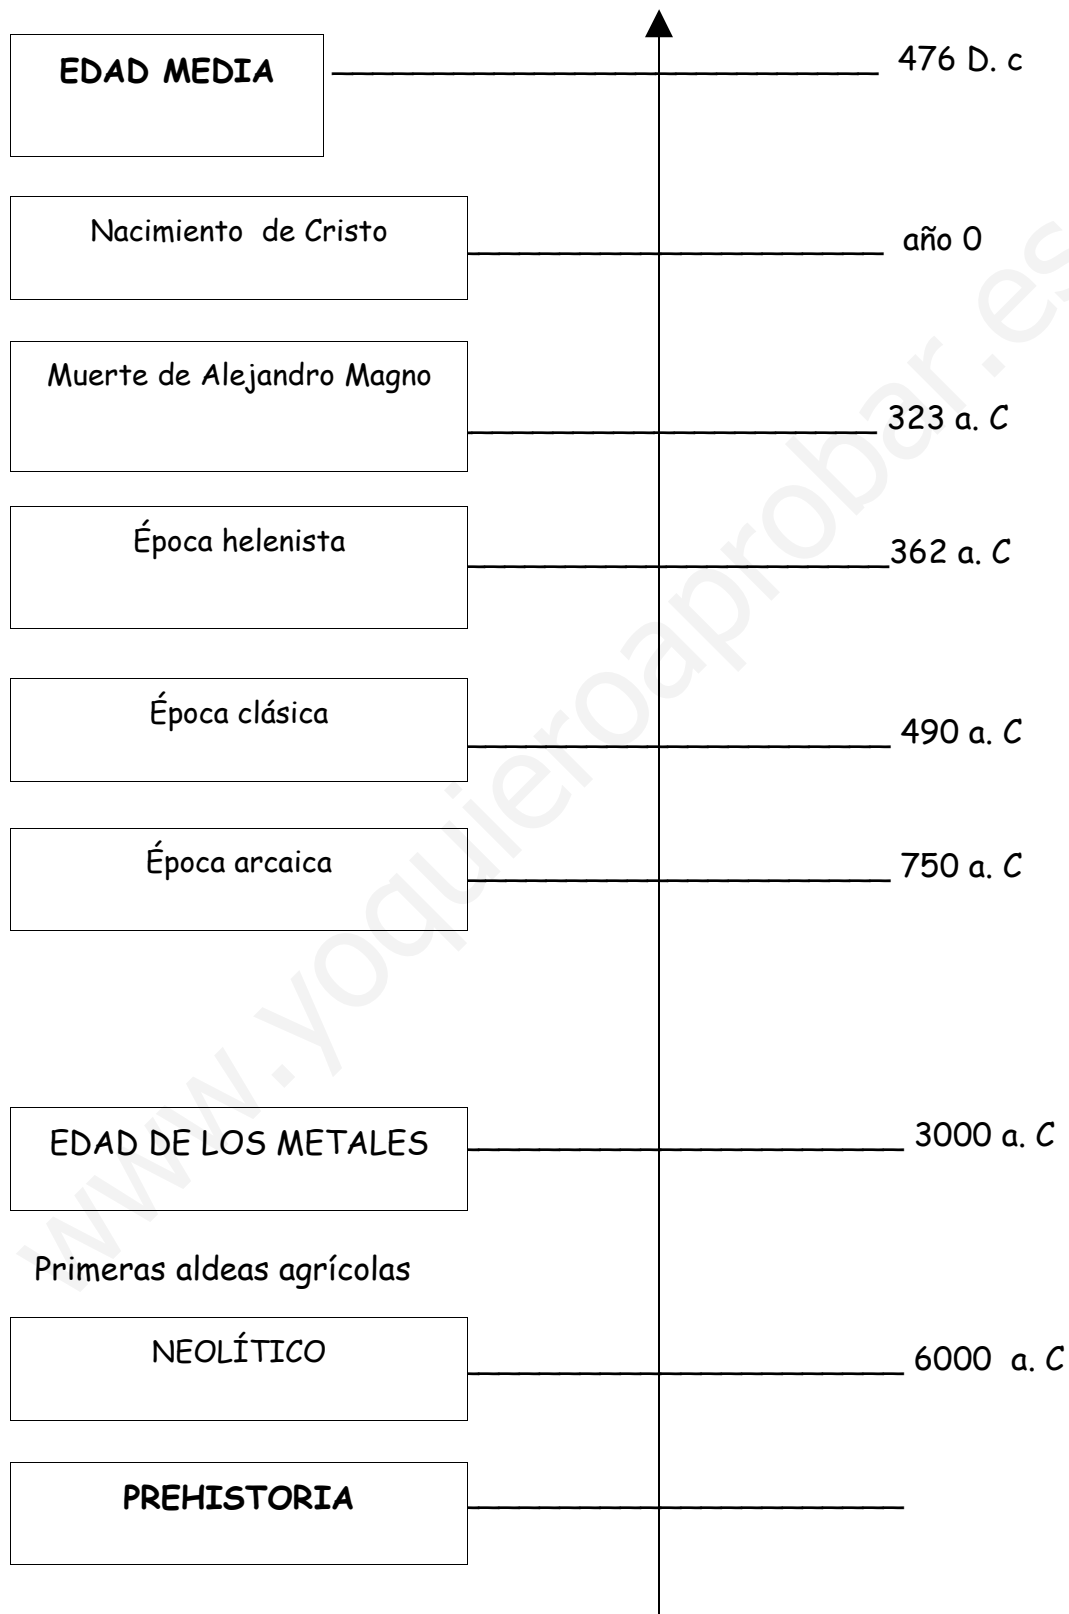 EDAD MEDIA 476 D. c
Nacimiento de Cristo año 0
Muerte de Alejandro Magno 323 a. C
Época helenista 362 a. C
Época clásica 490 a. C
Época arcaica 750 a. C
EDAD DE LOS METALES 3000 a. C
Primeras aldeas agrícolas
NEOLÍTICO 6000 a. C
PREHISTORIA
www.yoquieroaprobar.es